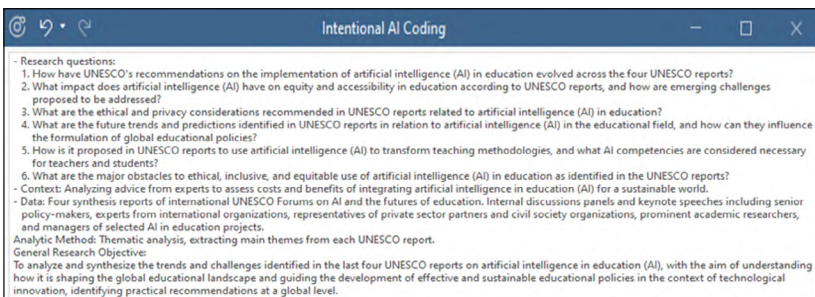 Intentional AI Coding
- Research questions:
1. How have UNESCO's recommendations on the implementation of artificial intelligence (AI) in education evolved across the four UNESCO reports?
2. What impact does artificial intelligence (AI) have on equity and accessibility in education according to UNESCO reports, and how are emerging challenges
proposed to be addressed?
3. What are the ethical and privacy considerations recommended in UNESCO reports related to artificial intelligence (AI) in education?
4. What are the future trends and predictions identified in UNESCO reports in relation to artificial intelligence (AI) in the educational field, and how can they influence
the formulation of global educational policies?
5. How is it proposed in UNESCO reports to use artificial intelligence (AI) to transform teaching methodologies, and what AI competencies are considered necessary
for teachers and students?
6. What are the major obstacles to ethical, inclusive, and equitable use of artificial intelligence (AI) in education as identified in the UNESCO reports?
- Context: Analyzing advice from experts to assess costs and benefits of integrating artificial intelligence in education (AI) for a sustainable world.
- Data: Four synthesis reports of international UNESCO Forums on AI and the futures of education. Internal discussions panels and keynote speeches including senior
policy-makers, experts from international organizations, representatives of private sector partners and civil society organizations, prominent academic researchers,
and managers of selected AI in education projects.
Analytic Method: Thematic analysis, extracting main themes from each UNESCO report.
General Research Objective:
To analyze and synthesize the trends and challenges identified in the last four UNESCO reports on artificial intelligence in education (AI), with the aim of understanding
how it is shaping the global educational landscape and guiding the development of effective and sustainable educational policies in the context of technological
innovation, identifying practical recommendations at a global level.